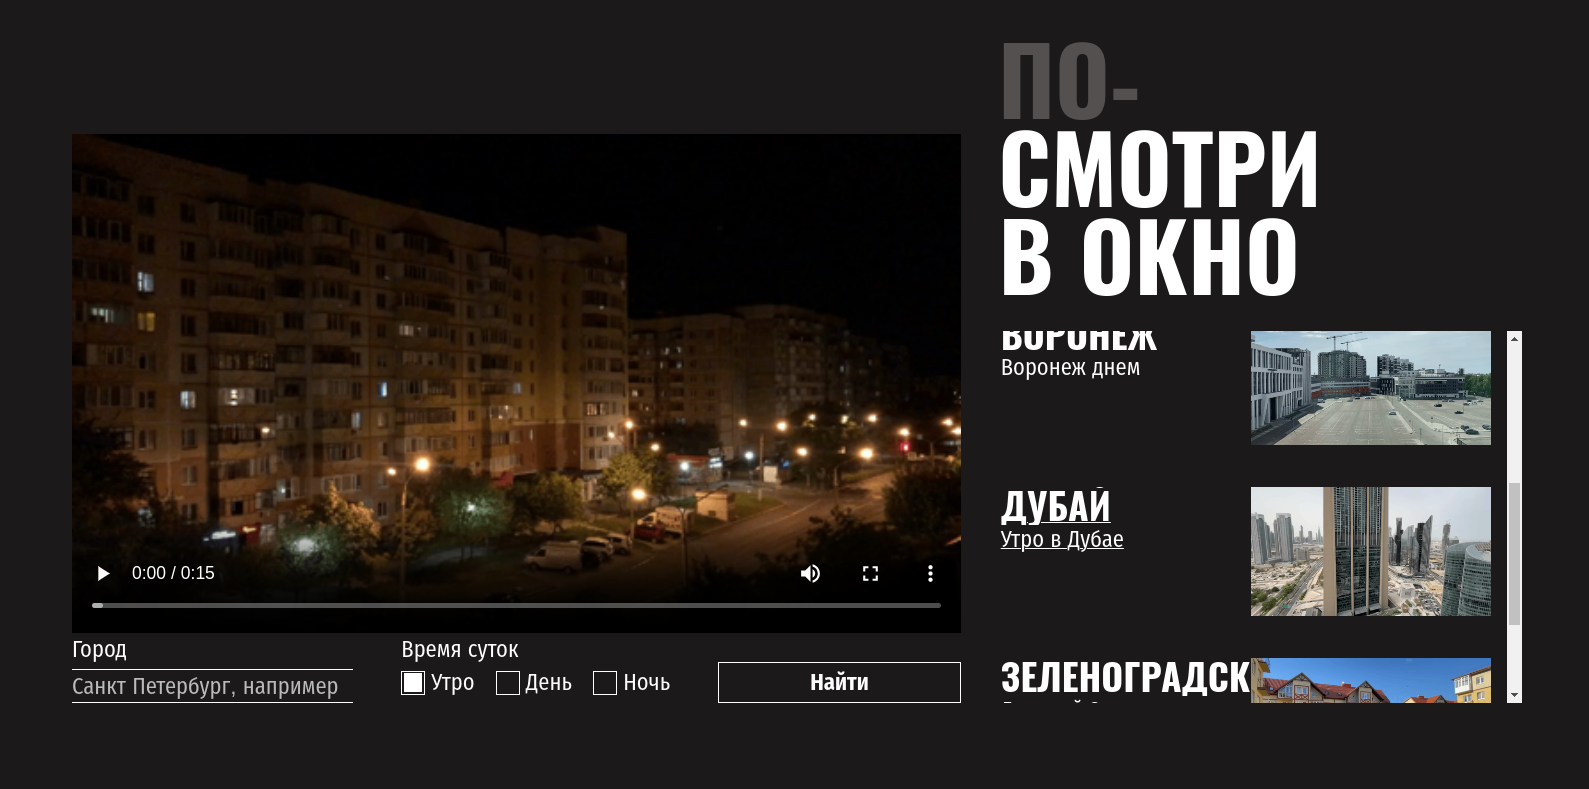 ПО-
СМОТРИ
В ОКНО
ВОРОНЕЖ
Воронеж днем
ДУБАЙ
Утро в Дубае
ЗЕЛЕНОГРАДСК
0:00 / 0:15
Город
Санкт Петербург, например
Время суток
Утро
День
Ночь
Найти